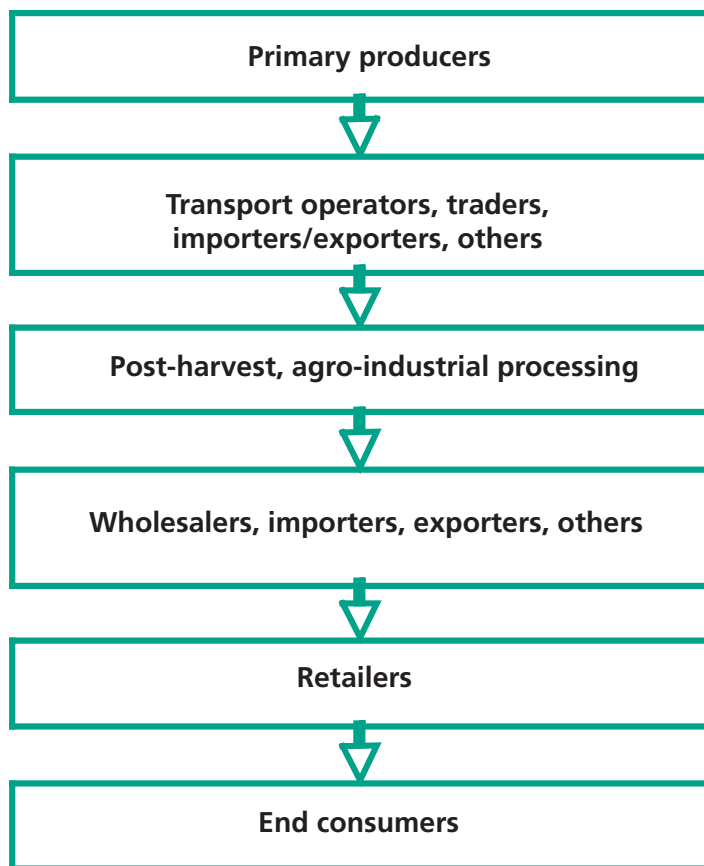 Primary producers
Transport operators, traders,
importers/exporters, others
Post-harvest, agro-industrial processing
Wholesalers, importers, exporters, others
Retailers
End consumers